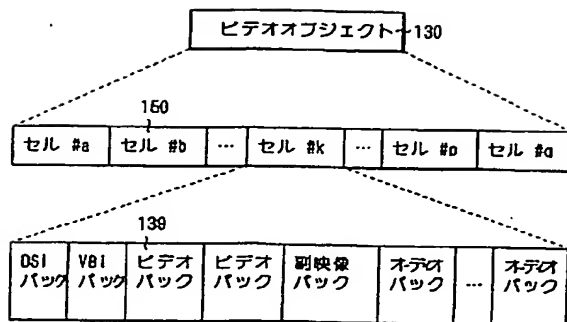 ビデオオブジェクト 130
150
セル #a セル #b … セル #k … セル #p セル #q
139
DSI パック VBI パック ビデオ パック ビデオ パック 副映像 パック オーデイオ パック … オーデイオ パック